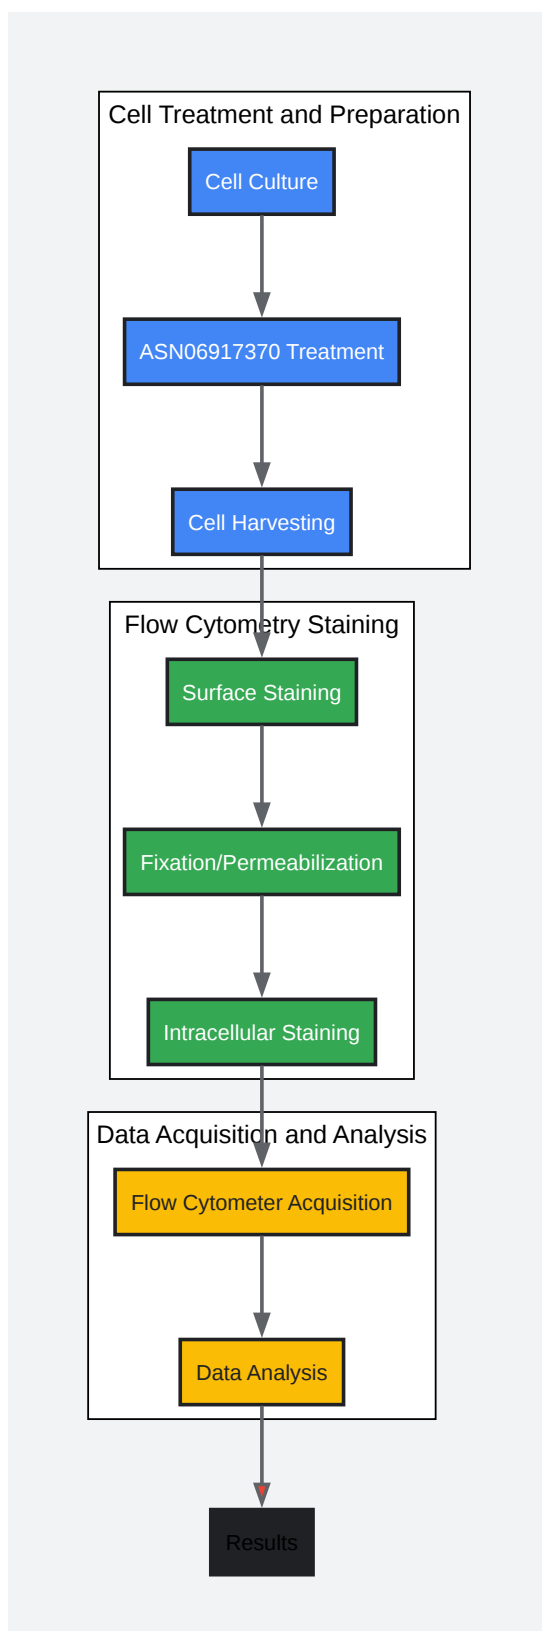 Cell Treatment and Preparation
Cell Culture
ASN06917370 Treatment
Cell Harvesting
Flow Cytometry Staining
Surface Staining
Fixation/Permeabilization
Intracellular Staining
Data Acquisition and Analysis
Flow Cytometer Acquisition
Data Analysis
Results